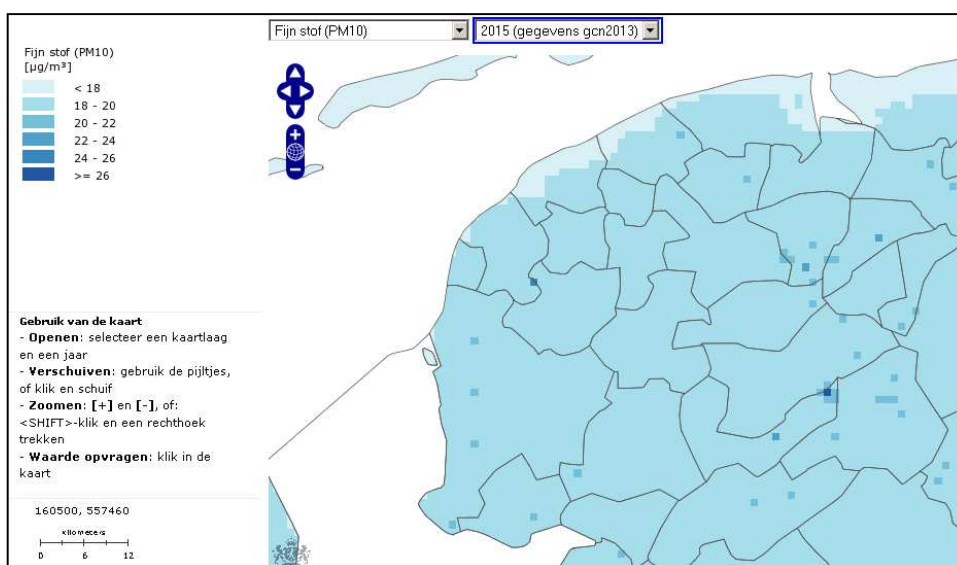 Fijn stof (PM10)
2015 (gegevens gcn2013)
Fijn stof (PM10)
[µg/m³]
< 18
18 - 20
20 - 22
22 - 24
24 - 26
>= 26
Gebruik van de kaart
- Openen: selecteer een kaartlaag
en een jaar
- Verschuiven: gebruik de pijltjes,
of klik en schuif
- Zoomen: [+] en [-], of:
<SHIFT>-klik en een rechthoek
trekken
- Waarde opvragen: klik in de
kaart
160500, 557460
kilometers
0 6 12